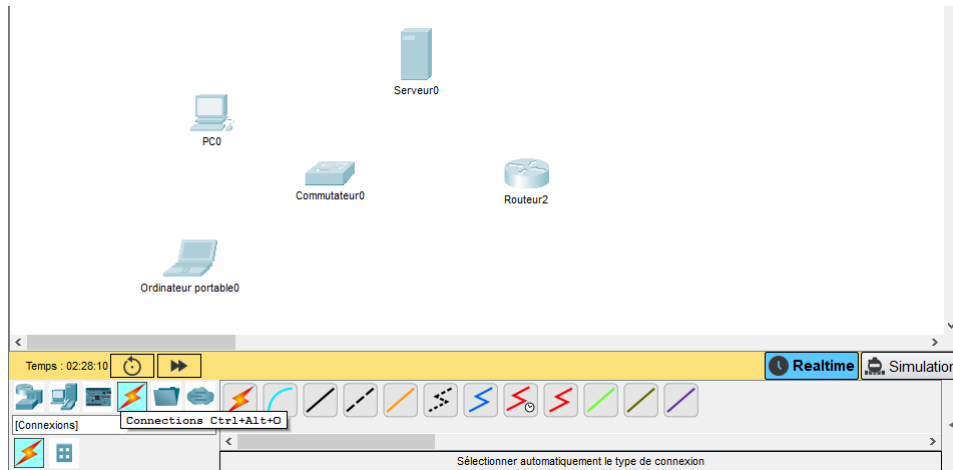 Serveur0
PC0
Commutateur0
Routeur2
Ordinateur portable0
Temps : 02:28:10
Realtime
Simulation
[Connexions]
Connections Ctrl+Alt+O
Sélectionner automatiquement le type de connexion